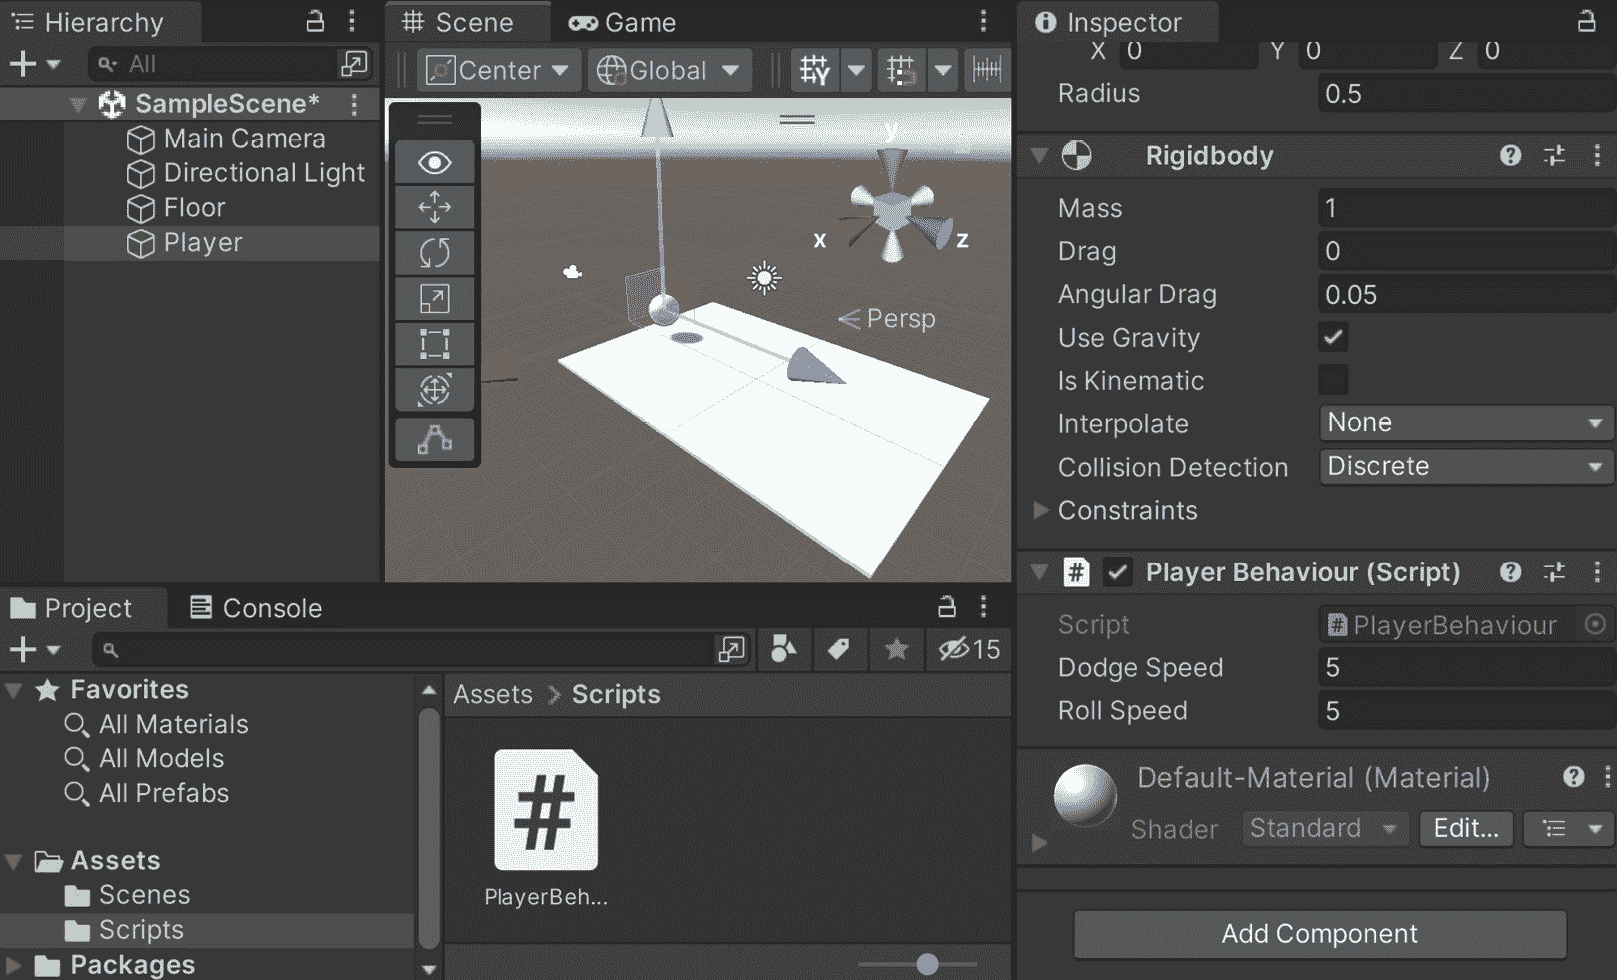 Hierarchy
All
SampleScene*
Main Camera
Directional Light
Floor
Player
Scene
Game
Center
Global
y
x
z
Persp
Inspector
X 0 Y 0 Z 0
Radius 0.5
Rigidbody
Mass 1
Drag 0
Angular Drag 0.05
Use Gravity
Is Kinematic
Interpolate None
Collision Detection Discrete
Constraints
# Player Behaviour (Script)
Script # PlayerBehaviour
Dodge Speed 5
Roll Speed 5
Default-Material (Material)
Shader Standard Edit...
Add Component
Project
Console
15
Favorites
All Materials
All Models
All Prefabs
Assets
Scenes
Scripts
Packages
Assets > Scripts
#
PlayerBeh...